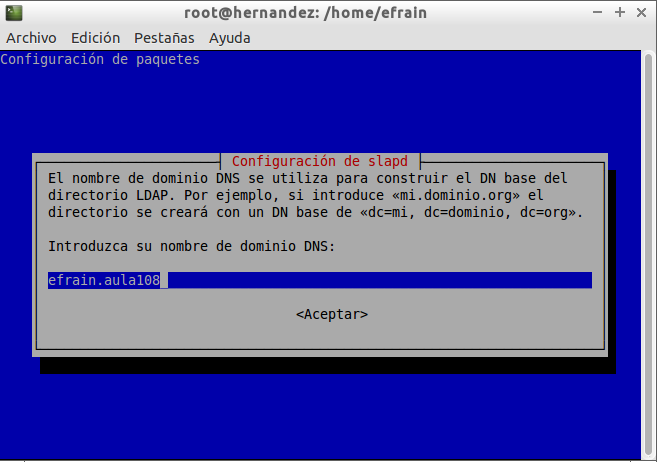 root@hernandez: /home/efrain
Archivo Edición Pestañas Ayuda
Configuración de paquetes
Configuración de slapd
El nombre de dominio DNS se utiliza para construir el DN base del
directorio LDAP. Por ejemplo, si introduce «mi.dominio.org» el
directorio se creará con un DN base de «dc=mi, dc=dominio, dc=org».
Introduzca su nombre de dominio DNS:
efrain.aula108
<Aceptar>